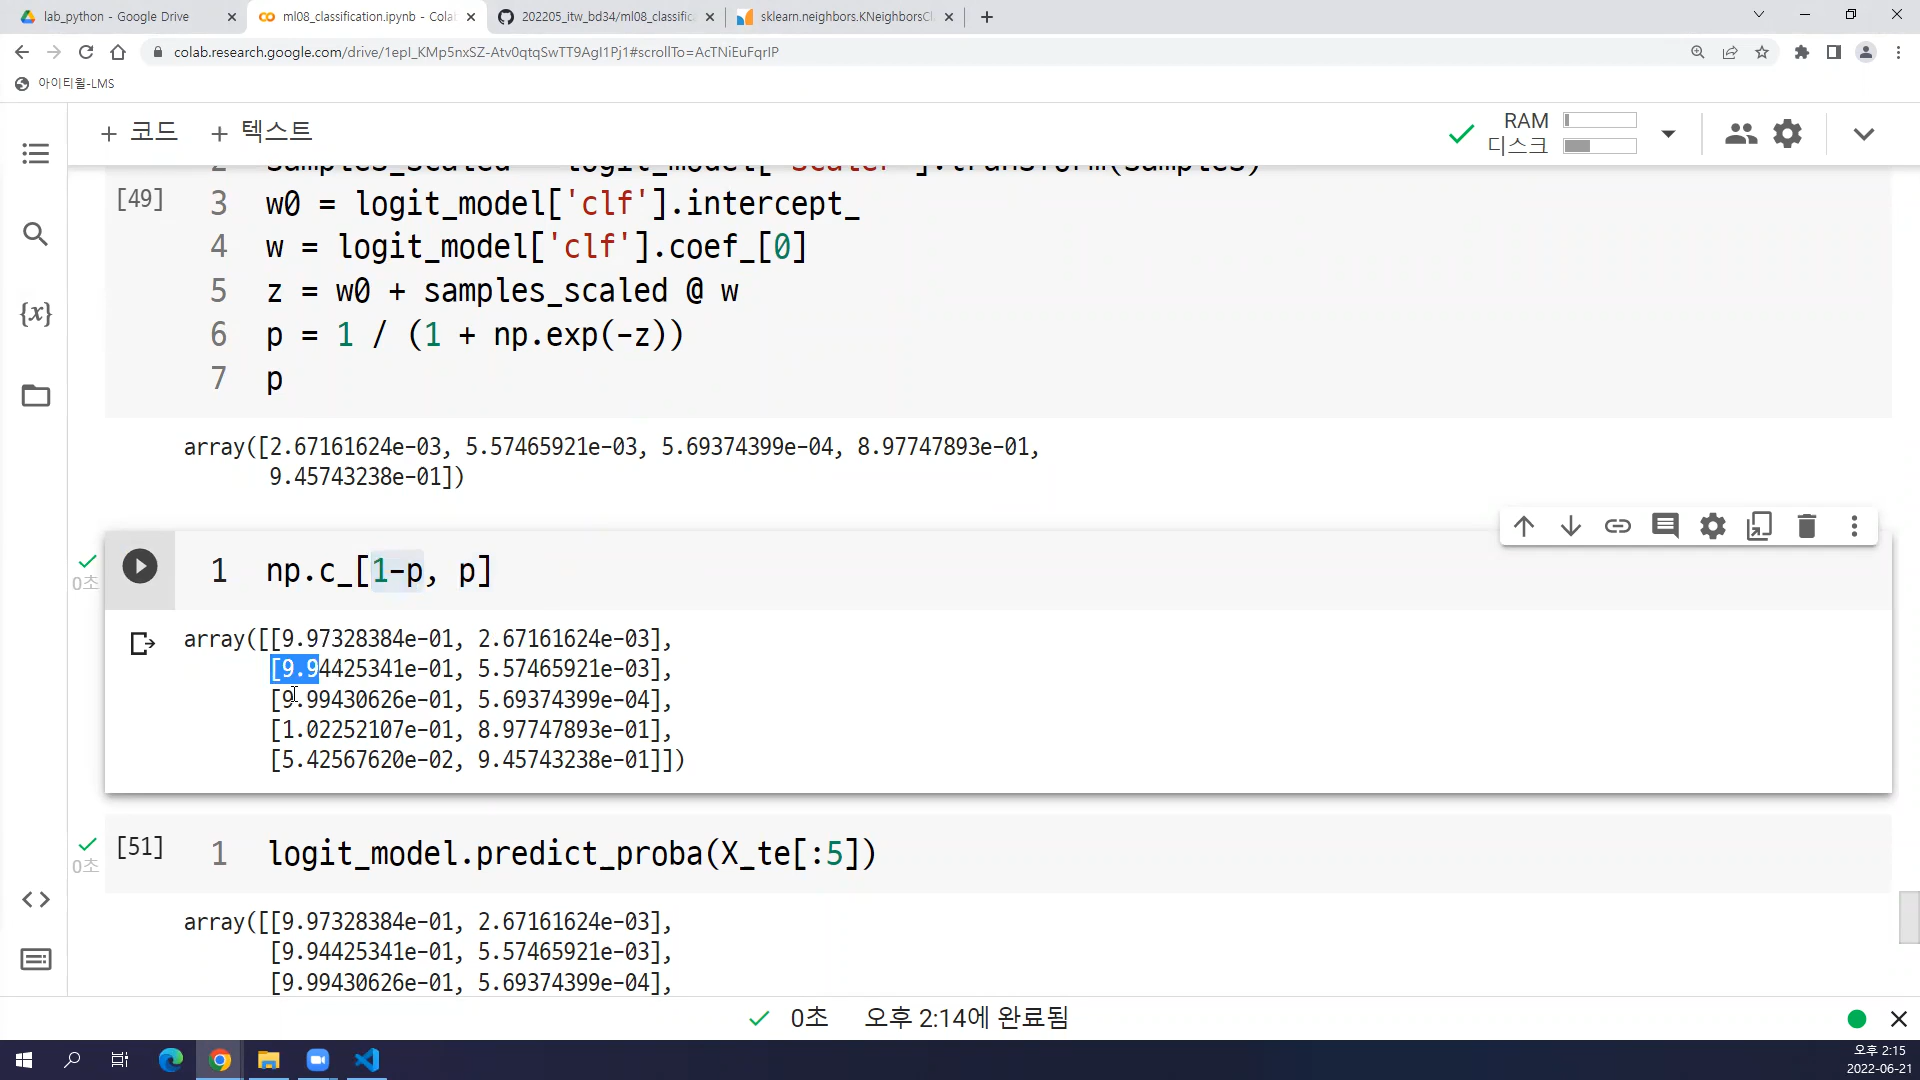 lab_python - Google Drive
ml08_classification.ipynb - Cola
202205_itw_bd34/ml08_classific
sklearn.neighbors.KNeighborsCl
colab.research.google.com/drive/1epI_KMp5nxSZ-Atv0qtqSwTT9AgI1Pj1#scrollTo=AcTNiEuFqrIP
아이티윌-LMS
+ 코드 + 텍스트
RAM
디스크
2 samples_scaled = logit_model['scaler'].transform(samples)
[49] 3 w0 = logit_model['clf'].intercept_
4 w = logit_model['clf'].coef_[0]
5 z = w0 + samples_scaled @ w
6 p = 1 / (1 + np.exp(-z))
7 p
array([2.67161624e-03, 5.57465921e-03, 5.69374399e-04, 8.97747893e-01,
9.45743238e-01])
0초
1 np.c_[1-p, p]
array([[9.97328384e-01, 2.67161624e-03],
[9.94425341e-01, 5.57465921e-03],
[9.99430626e-01, 5.69374399e-04],
[1.02252107e-01, 8.97747893e-01],
[5.42567620e-02, 9.45743238e-01]])
0초
[51] 1 logit_model.predict_proba(X_te[:5])
array([[9.97328384e-01, 2.67161624e-03],
[9.94425341e-01, 5.57465921e-03],
[9.99430626e-01, 5.69374399e-04],
0초 오후 2:14에 완료됨
오후 2:15
2022-06-21